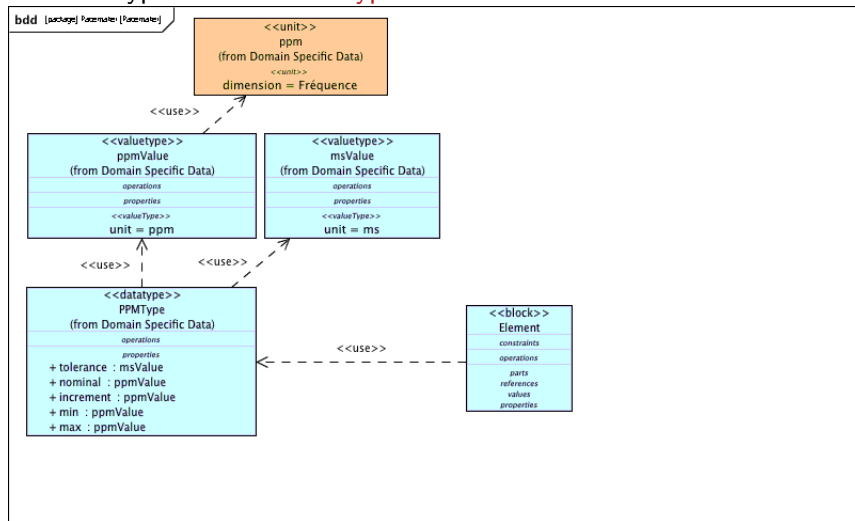 bdd [package] Pacemaker [Pacemaker]
<<unit>>
ppm
(from Domain Specific Data)
<<unit>>
dimension = Fréquence
<<use>>
<<valuetype>>
ppmValue
(from Domain Specific Data)
operations
properties
<<valueType>>
unit = ppm
<<valuetype>>
msValue
(from Domain Specific Data)
operations
properties
<<valueType>>
unit = ms
<<use>>
<<use>>
<<datatype>>
PPMType
(from Domain Specific Data)
operations
properties
+ tolerance : msValue
+ nominal : ppmValue
+ increment : ppmValue
+ min : ppmValue
+ max : ppmValue
<<use>>
<<block>>
Element
constraints
operations
parts
references
values
properties